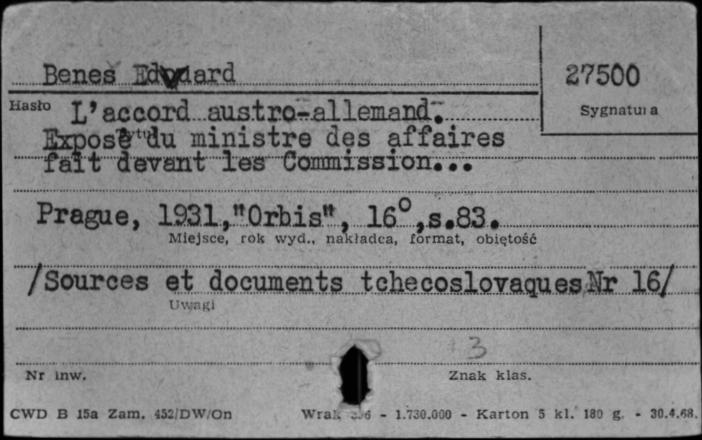 Benes Edouard
27500
Hasło L'accord austro-allemand.
Sygnatura
Exposé du ministre des affaires
fait devant les Commission...
Prague, 1931,"Orbis", 16°,s.83.
Miejsce, rok wyd., nakładca, format, objętość
/Sources et documents tchecoslovaques Nr 16/
Uwagi
3
Nr inw.
Znak klas.
CWD B 15a Zam. 452/DW/On - 1.730.000 - Karton 5 kl. 180 g. - 30.4.68.